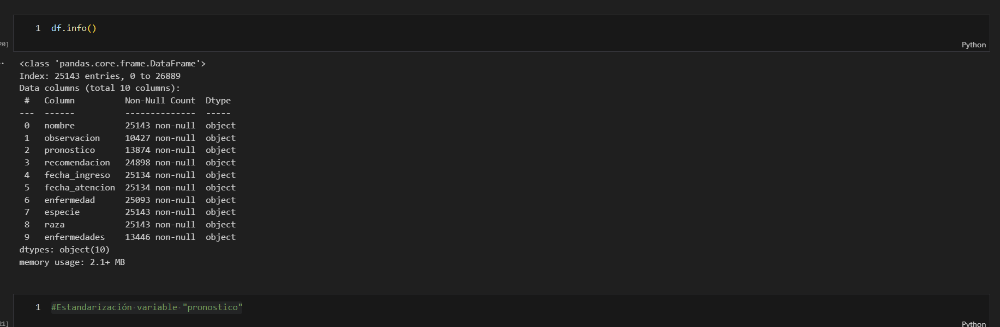 1 df.info()
20]
Python
<class 'pandas.core.frame.DataFrame'>
Index: 25143 entries, 0 to 26889
Data columns (total 10 columns):
 #   Column          Non-Null Count  Dtype
---  ------          --------------  -----
 0   nombre          25143 non-null  object
 1   observacion     10427 non-null  object
 2   pronostico      13874 non-null  object
 3   recomendacion   24898 non-null  object
 4   fecha_ingreso   25134 non-null  object
 5   fecha_atencion  25134 non-null  object
 6   enfermedad      25093 non-null  object
 7   especie         25143 non-null  object
 8   raza            25143 non-null  object
 9   enfermedades    13446 non-null  object
dtypes: object(10)
memory usage: 2.1+ MB
1 #Estandarización variable "pronostico"
21]
Python